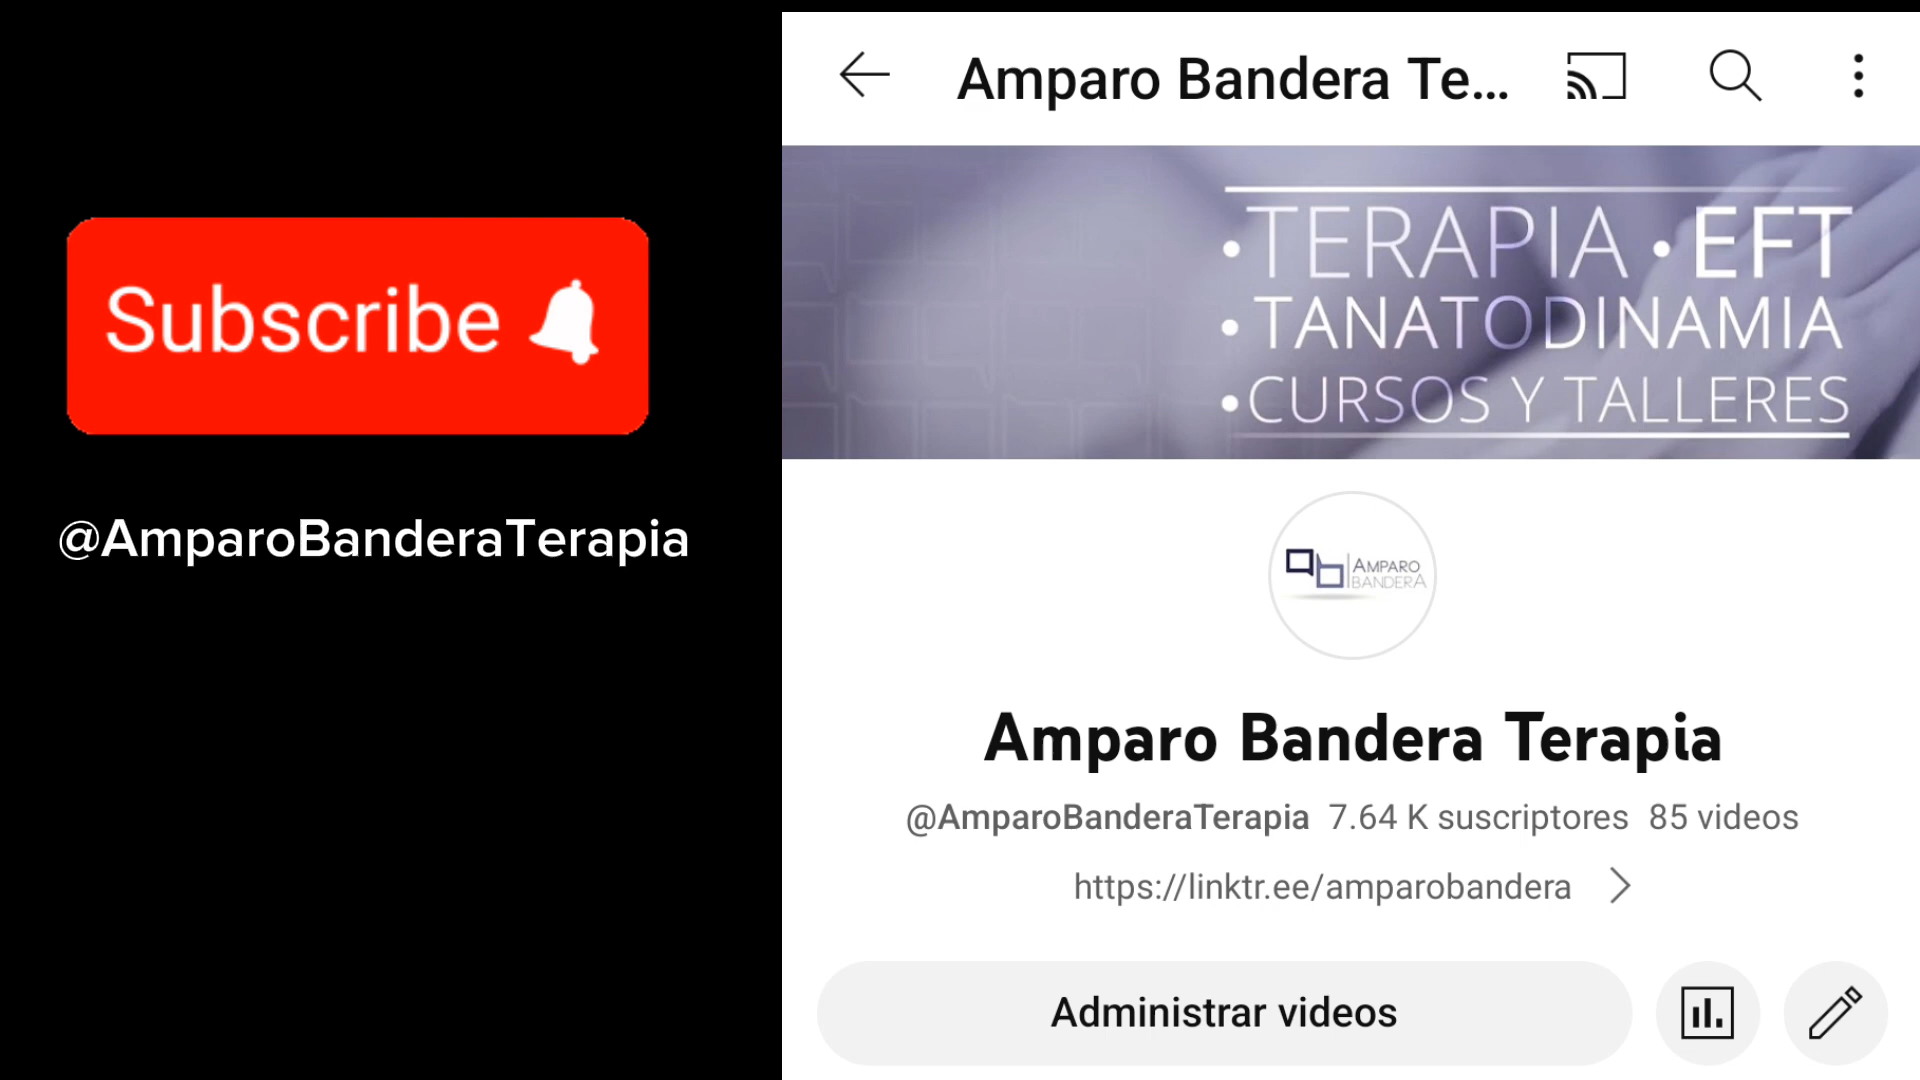 Subscribe
@AmparoBanderaTerapia
Amparo Bandera Te...
• TERAPIA • EFT
• TANATODINAMIA
• CURSOS Y TALLERES
ab AMPARO
BANDERA
Amparo Bandera Terapia
@AmparoBanderaTerapia 7.64 K suscriptores 85 videos
https://linktr.ee/amparobandera
Administrar videos